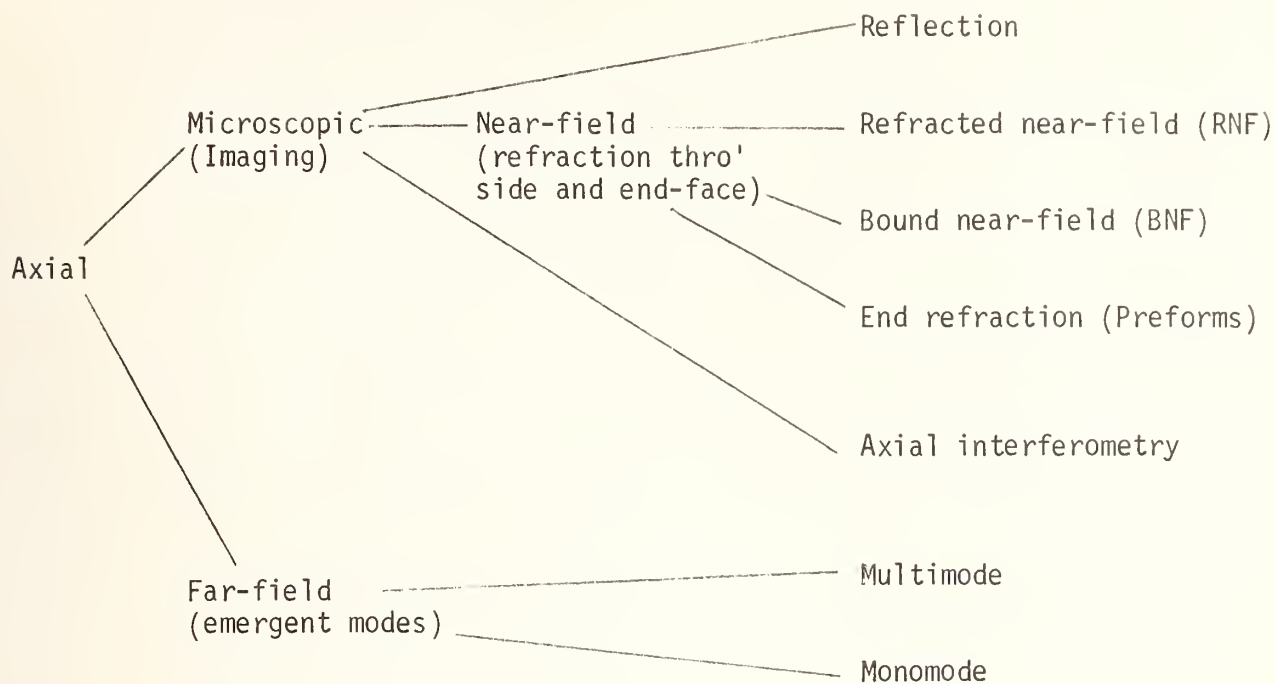 Reflection
Microscopic
(Imaging)
Near-field
(refraction thro'
side and end-face)
Refracted near-field (RNF)
Bound near-field (BNF)
Axial
End refraction (Preforms)
Axial interferometry
Far-field
(emergent modes)
Multimode
Monomode